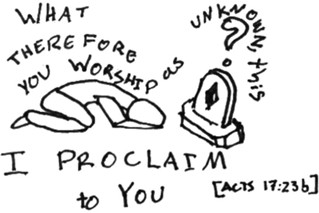 WHAT
THEREFORE
YOU WORSHIP as
UNKNOWN, this
?
I PROCLAIM
to YOU
[ACTS 17:23b]